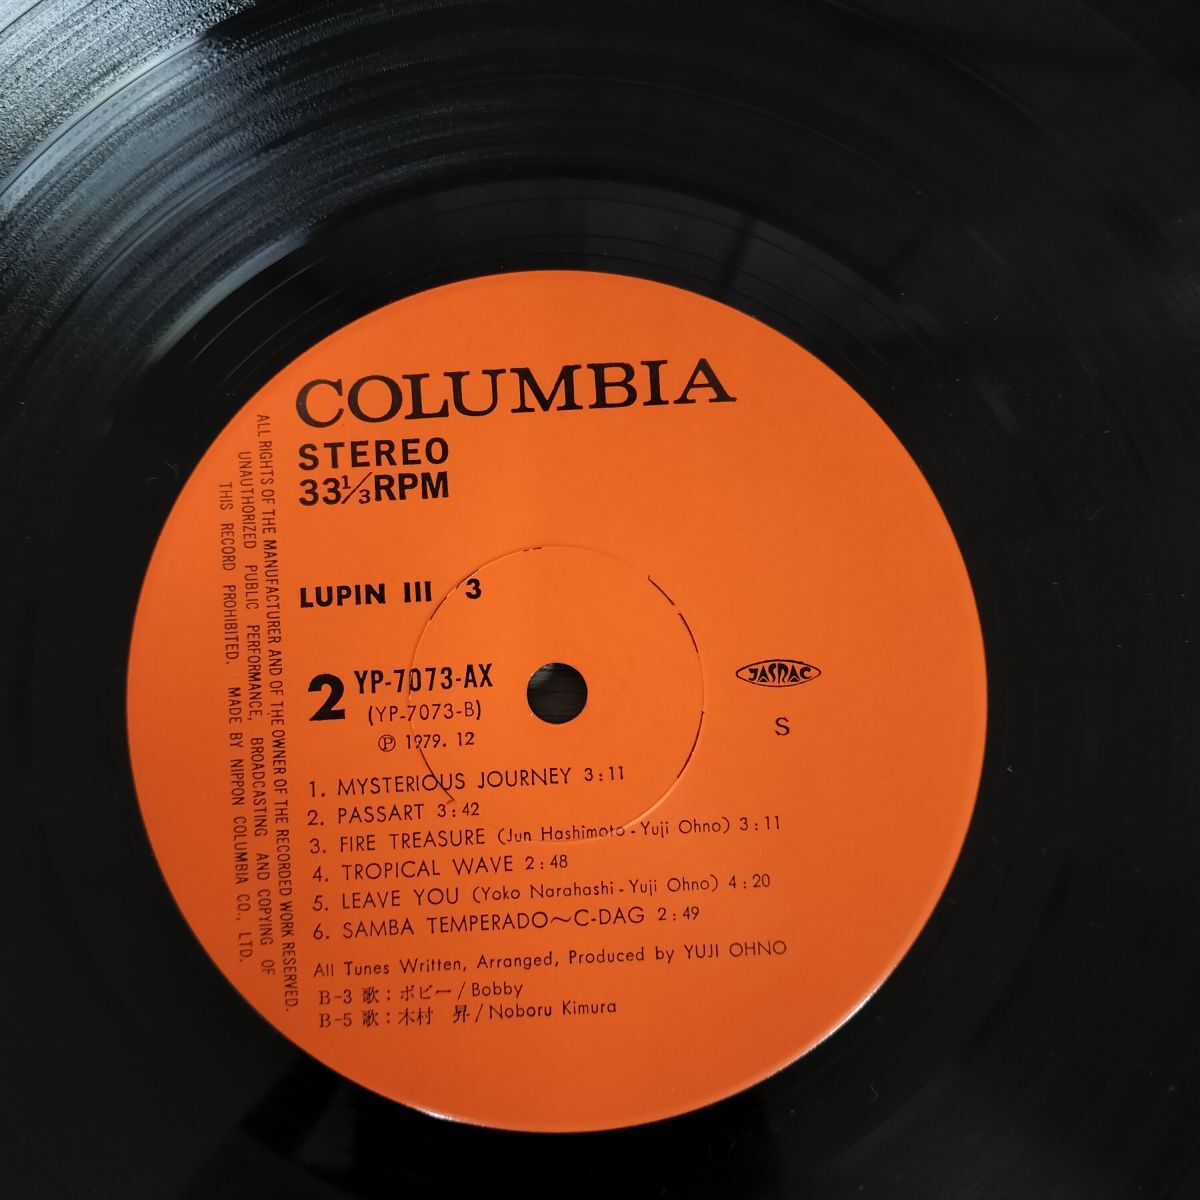 COLUMBIA
STEREO
33 1/3 RPM
LUPIN III 3
2 YP-7073-AX
(YP-7073-B)
Ⓟ 1979. 12
JASRAC
S
1. MYSTERIOUS JOURNEY 3:11
2. PASSART 3:42
3. FIRE TREASURE (Jun Hashimoto - Yuji Ohno) 3:11
4. TROPICAL WAVE 2:48
5. LEAVE YOU (Yoko Narahashi - Yuji Ohno) 4:20
6. SAMBA TEMPERADO～C-DAG 2:49
All Tunes Written, Arranged, Produced by YUJI OHNO
B-3 歌：ボビー/Bobby
B-5 歌：木村　昇/Noboru Kimura
ALL RIGHTS OF THE MANUFACTURER AND OF THE OWNER OF THE RECORDED WORK RESERVED.
UNAUTHORIZED PUBLIC PERFORMANCE, BROADCASTING AND COPYING OF
THIS RECORD PROHIBITED. MADE BY NIPPON COLUMBIA CO., LTD.